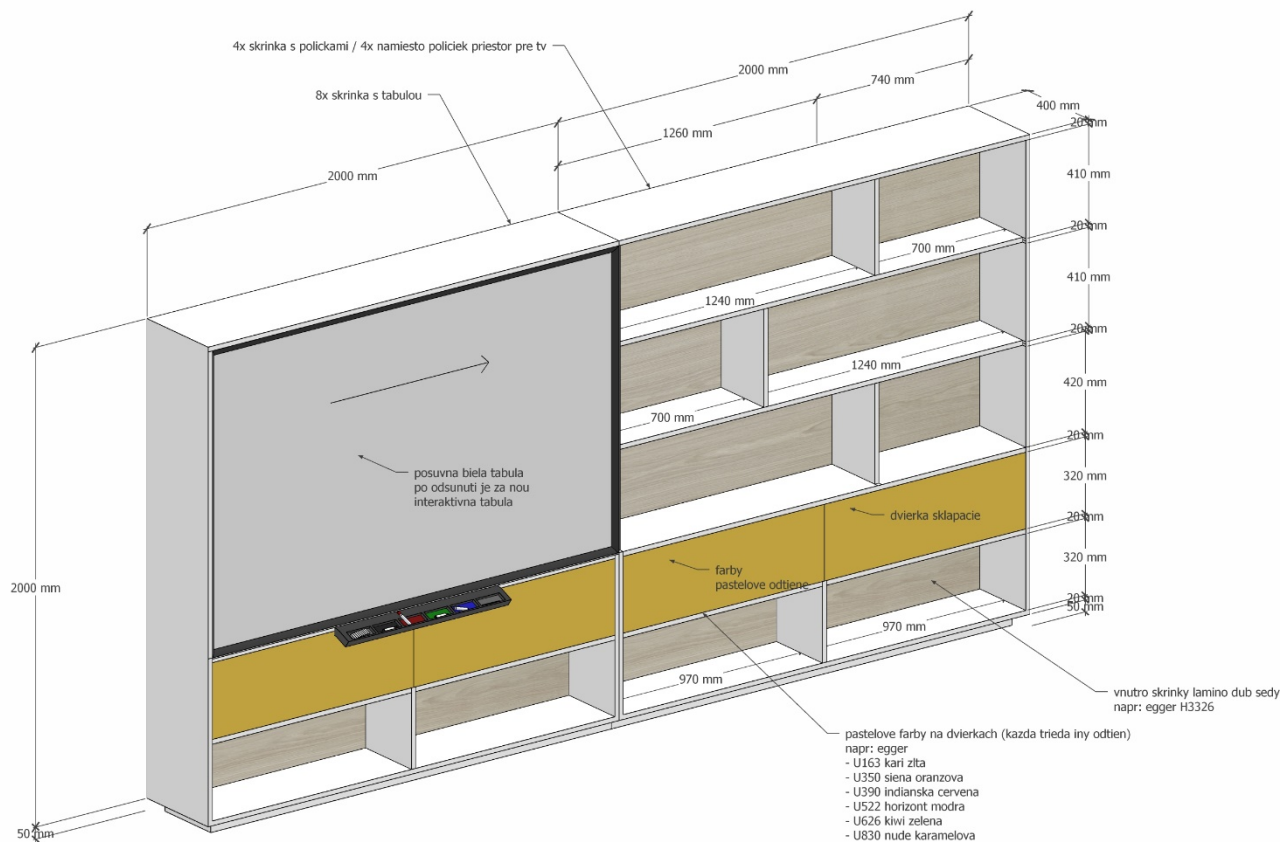 4x skrinka s polickami / 4x namiesto policiek priestor pre tv
8x skrinka s tabulou
2000 mm
740 mm
1260 mm
2000 mm
400 mm
20 mm
410 mm
20 mm
410 mm
20 mm
420 mm
20 mm
320 mm
20 mm
320 mm
20 mm
50 mm
700 mm
1240 mm
1240 mm
700 mm
posuvna biela tabula
po odsunuti je za nou
interaktivna tabula
dvierka sklapacie
farby
pastelove odtiene
2000 mm
50 mm
970 mm
970 mm
vnutro skrinky lamino dub sedy
napr: egger H3326
pastelove farby na dvierkach (kazda trieda iny odtien)
napr: egger
- U163 kari zlta
- U350 siena oranzova
- U390 indianska cervena
- U522 horizont modra
- U626 kiwi zelena
- U830 nude karamelova